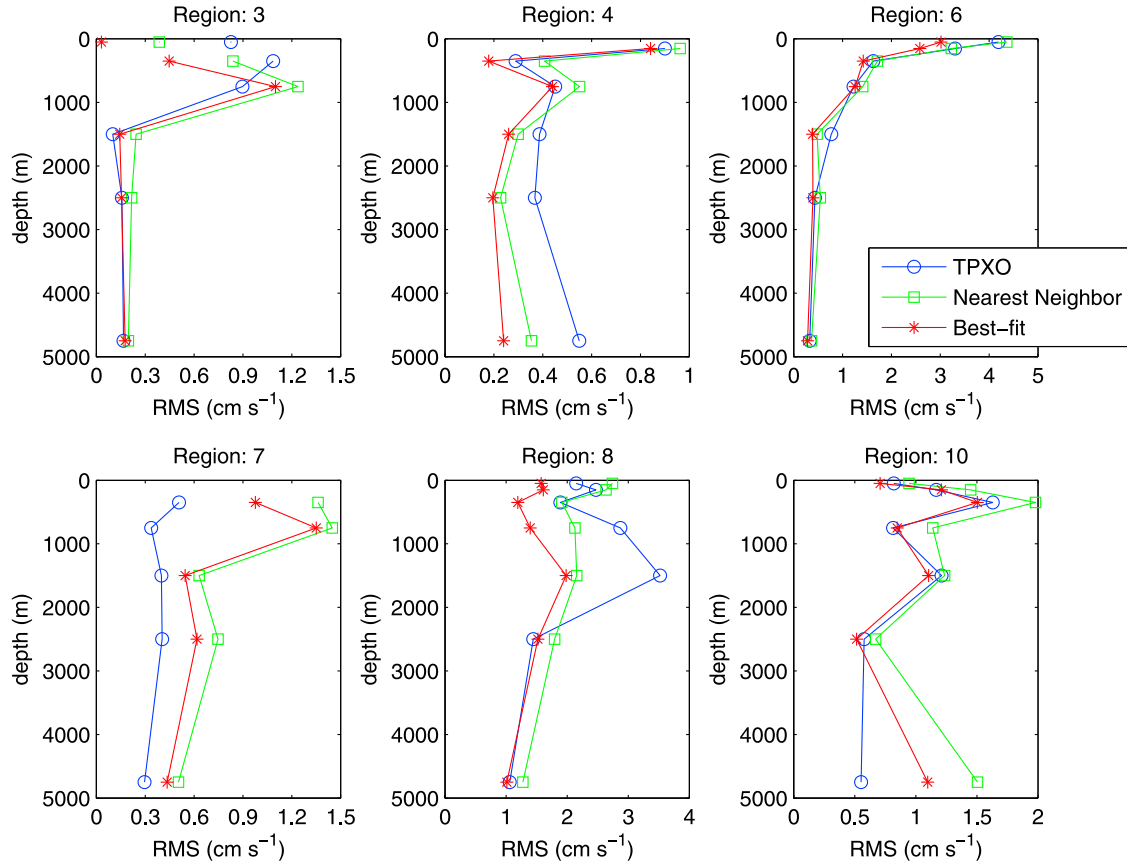 Region: 3
Region: 4
Region: 6
0
1000
2000
3000
4000
5000
depth (m)
0 0.3 0.6 0.9 1.2 1.5
RMS (cm s⁻¹)
0
1000
2000
3000
4000
5000
depth (m)
0 0.2 0.4 0.6 0.8 1
RMS (cm s⁻¹)
0
1000
2000
3000
4000
5000
depth (m)
0 1 2 3 4 5
RMS (cm s⁻¹)
TPXO
Nearest Neighbor
Best-fit
Region: 7
Region: 8
Region: 10
0
1000
2000
3000
4000
5000
depth (m)
0 0.3 0.6 0.9 1.2 1.5
RMS (cm s⁻¹)
0
1000
2000
3000
4000
5000
depth (m)
0 1 2 3 4
RMS (cm s⁻¹)
0
1000
2000
3000
4000
5000
depth (m)
0 0.5 1 1.5 2
RMS (cm s⁻¹)